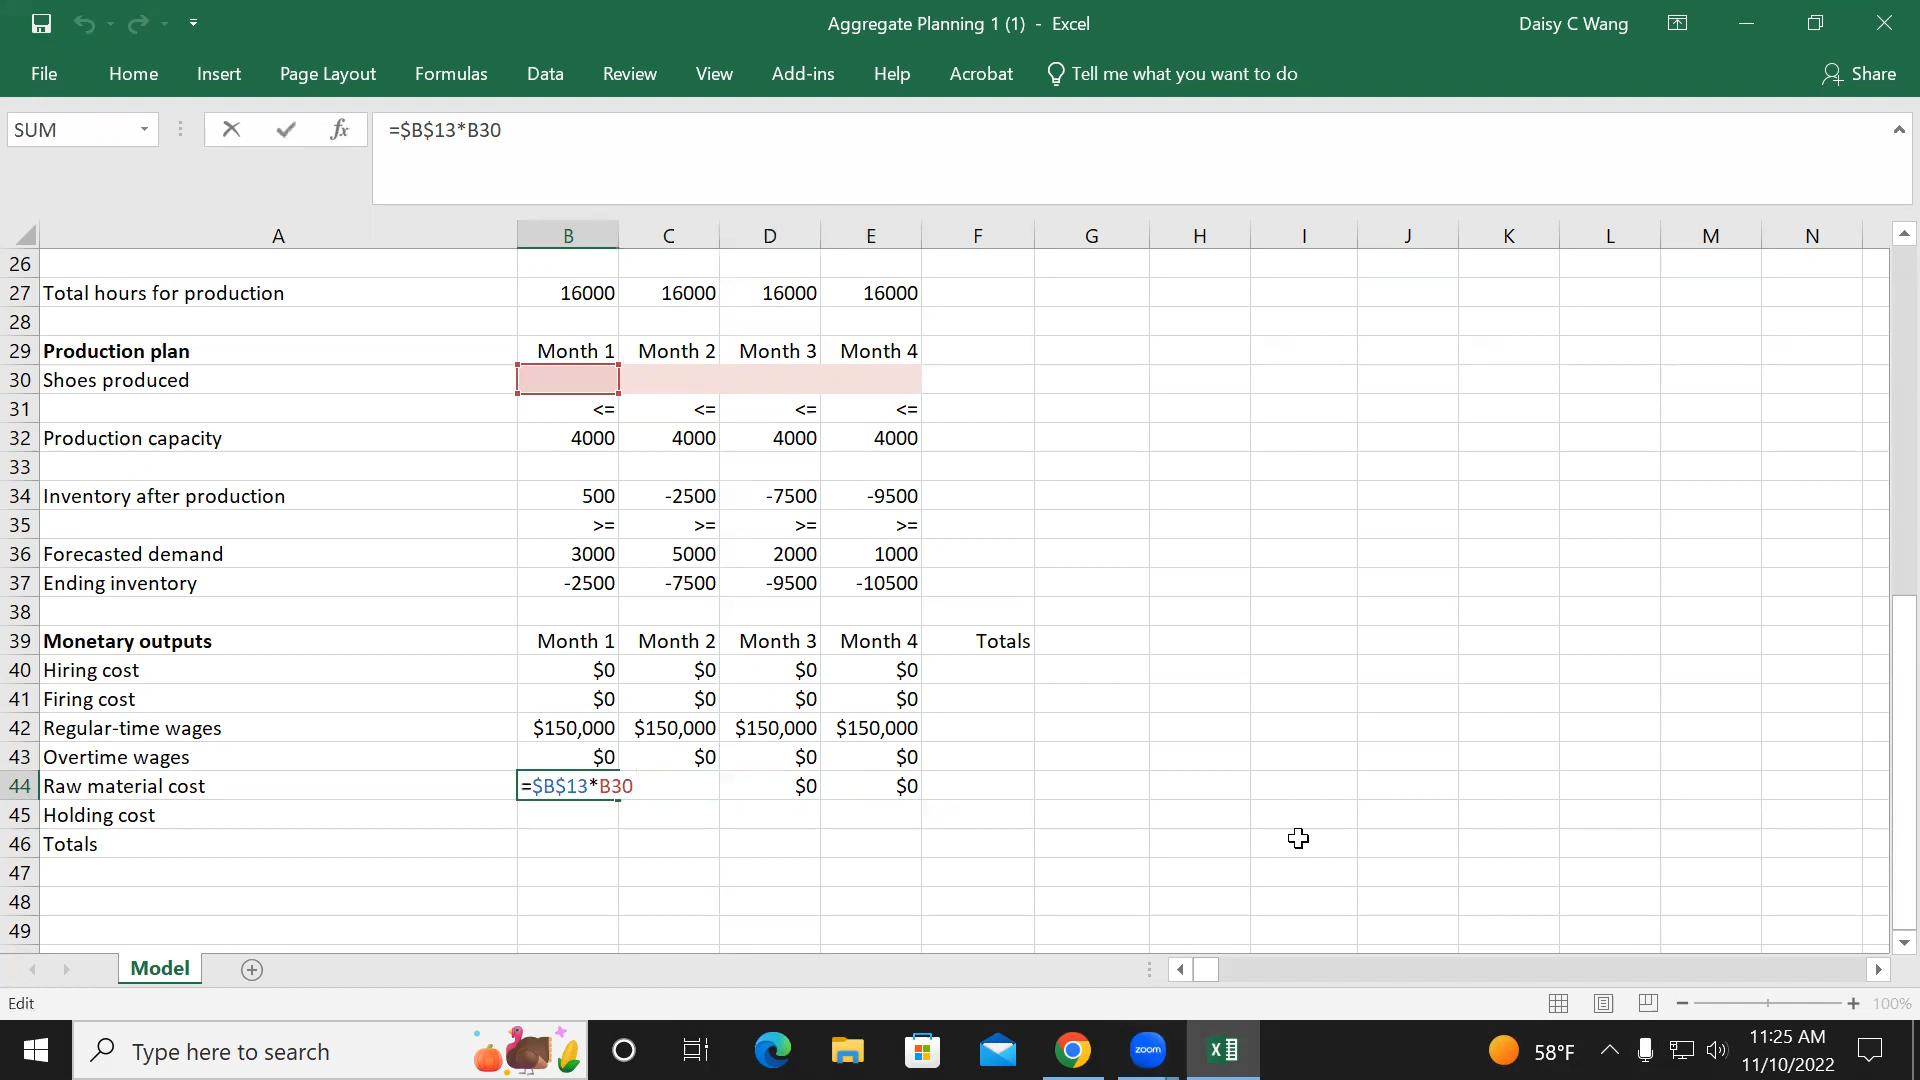 Aggregate Planning 1 (1) - Excel
Daisy C Wang
File Home Insert Page Layout Formulas Data Review View Add-ins Help Acrobat Tell me what you want to do Share
SUM fx =$B$13*B30
A B C D E F G H I J K L M N
26
27 Total hours for production 16000 16000 16000 16000
28
29 Production plan Month 1 Month 2 Month 3 Month 4
30 Shoes produced
31 <= <= <= <=
32 Production capacity 4000 4000 4000 4000
33
34 Inventory after production 500 -2500 -7500 -9500
35 >= >= >= >=
36 Forecasted demand 3000 5000 2000 1000
37 Ending inventory -2500 -7500 -9500 -10500
38
39 Monetary outputs Month 1 Month 2 Month 3 Month 4 Totals
40 Hiring cost $0 $0 $0 $0
41 Firing cost $0 $0 $0 $0
42 Regular-time wages $150,000 $150,000 $150,000 $150,000
43 Overtime wages $0 $0 $0 $0
44 Raw material cost =$B$13*B30 $0 $0
45 Holding cost
46 Totals
47
48
49
Model
Edit 100%
Type here to search zoom 58°F 11:25 AM
11/10/2022